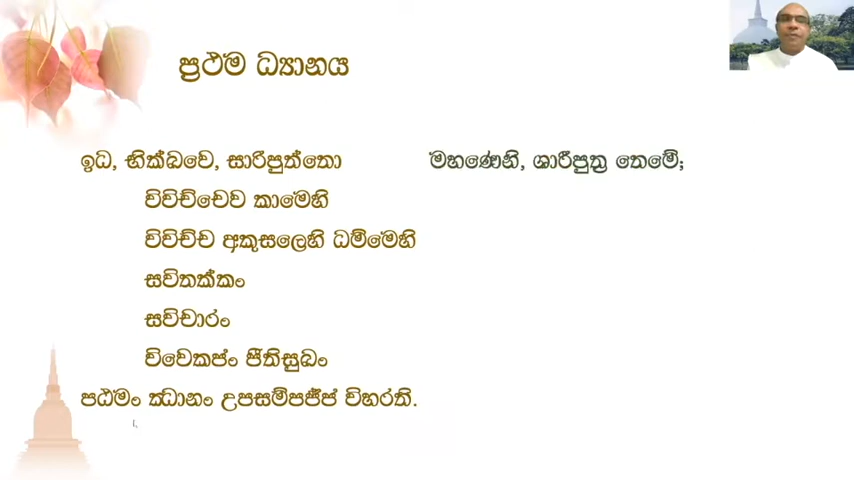 ප්‍රථම ධ්‍යානය
ඉධ, භික්ඛවෙ, සාරිපුත්තො මහණෙනි, ශාරීපුත්‍ර තෙමේ;
විවිච්චෙව කාමෙහි
විවිච්ච අකුසලෙහි ධම්මෙහි
සවිතක්කං
සවිචාරං
විවෙකජං පීතිසුඛං
පඨමං ඣානං උපසම්පජ්ජ විහරති.